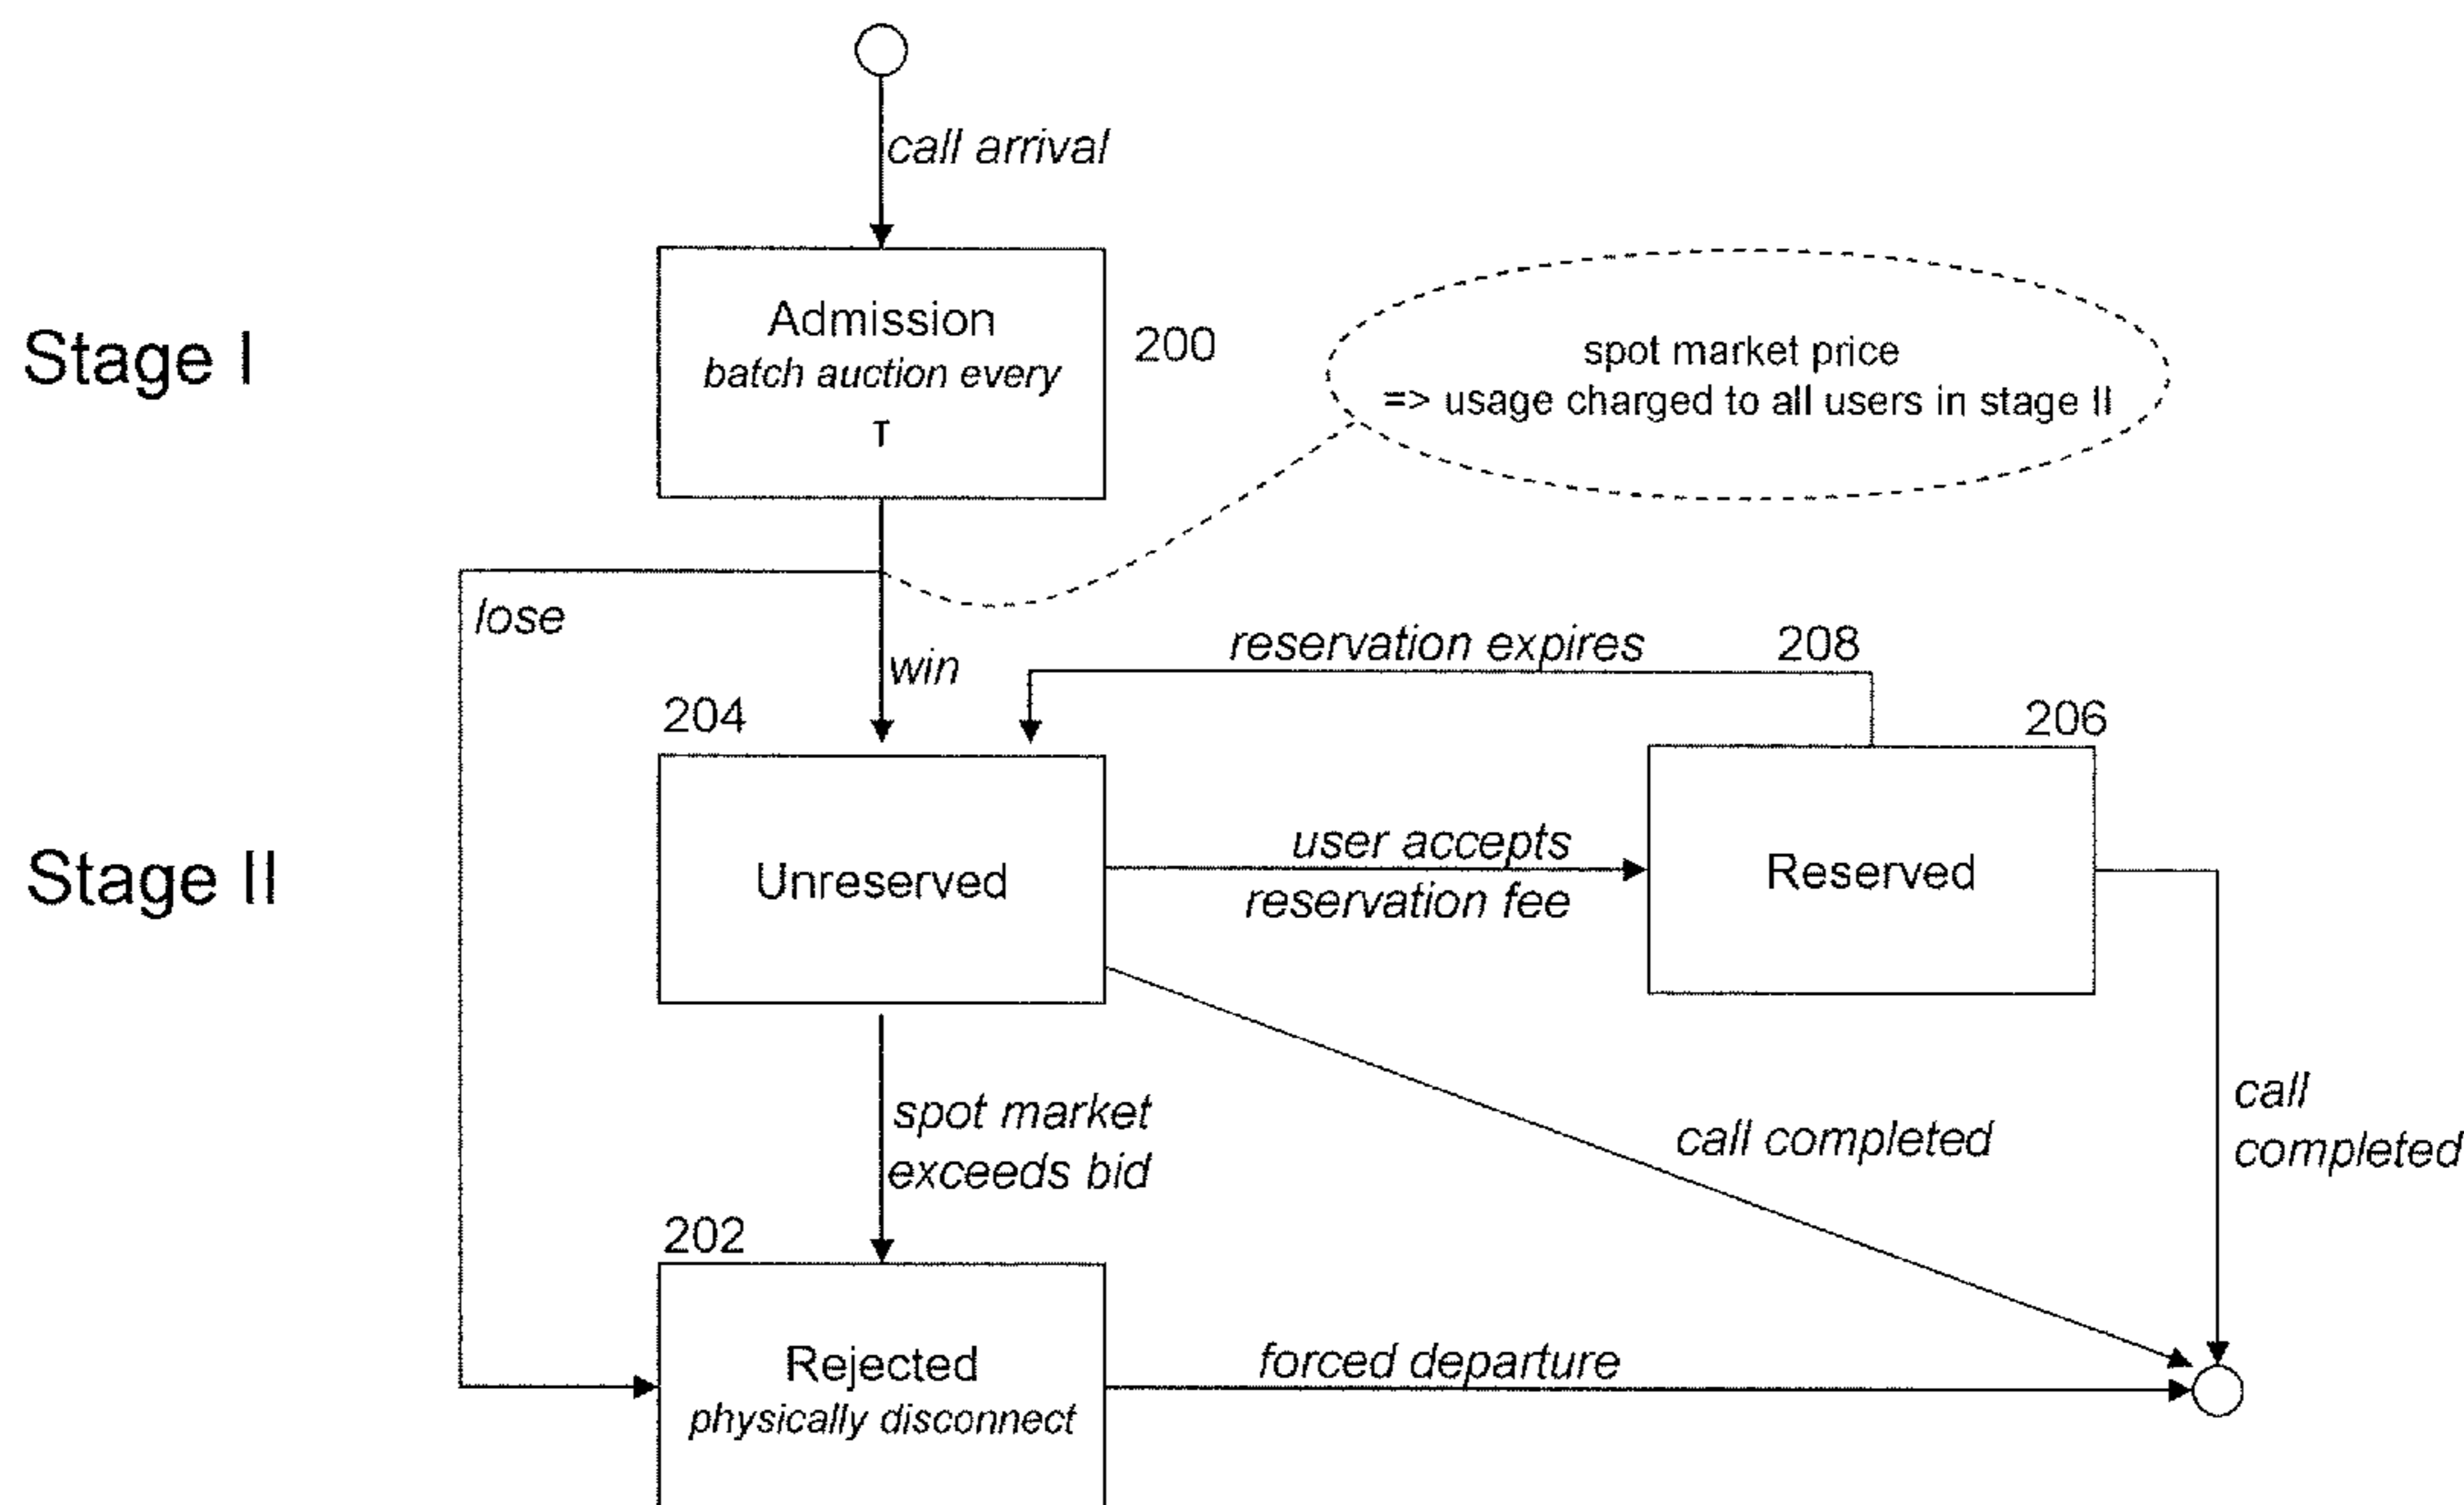 call arrival
Stage I
Admission
batch auction every
τ
200
spot market price
=> usage charged to all users in stage II
lose
win
reservation expires
208
204
206
Stage II
Unreserved
user accepts
reservation fee
Reserved
spot market
exceeds bid
call completed
call
completed
202
Rejected
physically disconnect
forced departure